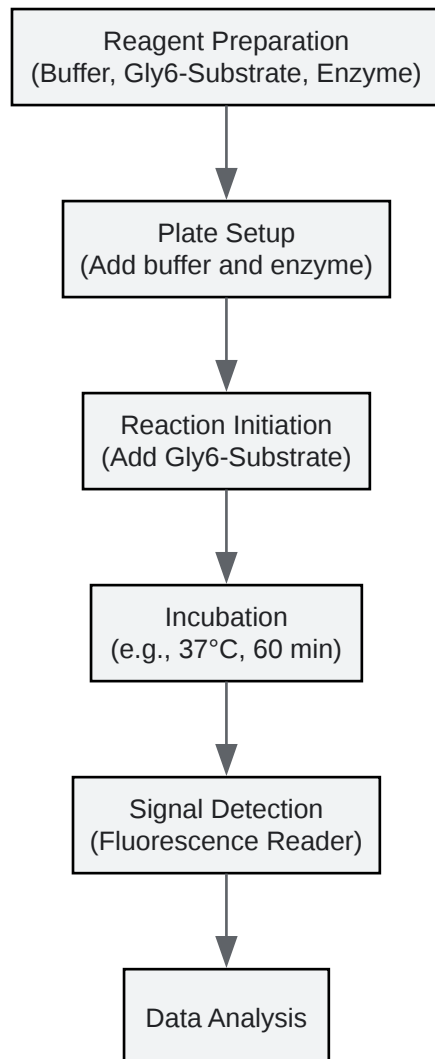 Reagent Preparation
(Buffer, Gly6-Substrate, Enzyme)
Plate Setup
(Add buffer and enzyme)
Reaction Initiation
(Add Gly6-Substrate)
Incubation
(e.g., 37°C, 60 min)
Signal Detection
(Fluorescence Reader)
Data Analysis